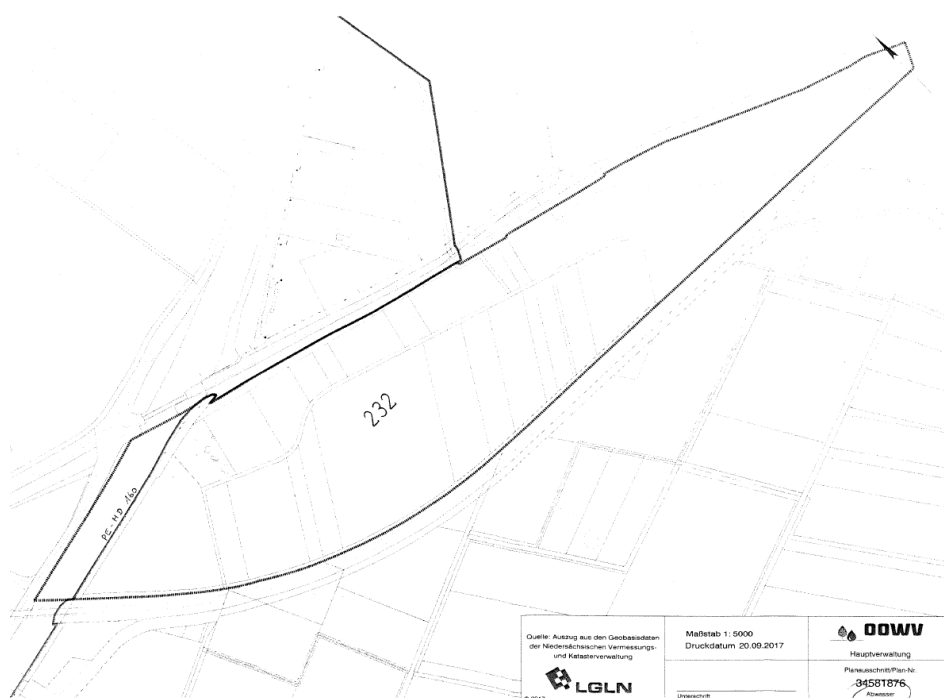 232
PE-HD 160
Quelle: Auszug aus den Geobasisdaten
der Niedersächsischen Vermessungs-
und Katasterverwaltung
LGLN
© 2017
Maßstab 1: 5000
Druckdatum 20.09.2017
Unterschrift
OOWV
Hauptverwaltung
Planausschnitt/Plan-Nr.
34581876
Abwasser